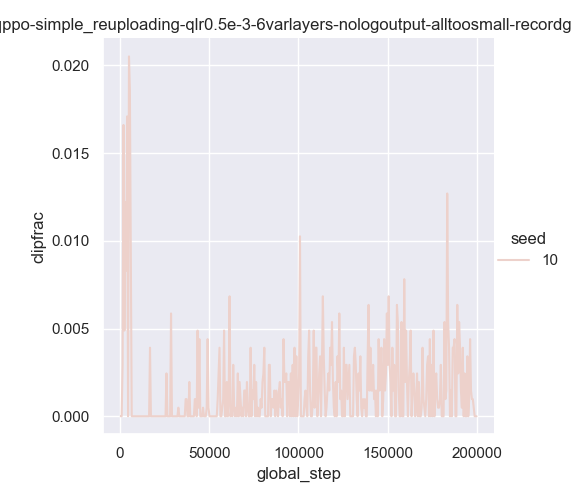 qppo-simple_reuploading-qlr0.5e-3-6varlayers-nologoutput-alltoosmall-recordg
0.020
0.015
0.010
0.005
0.000
clipfrac
0
50000
100000
150000
200000
global_step
seed
10